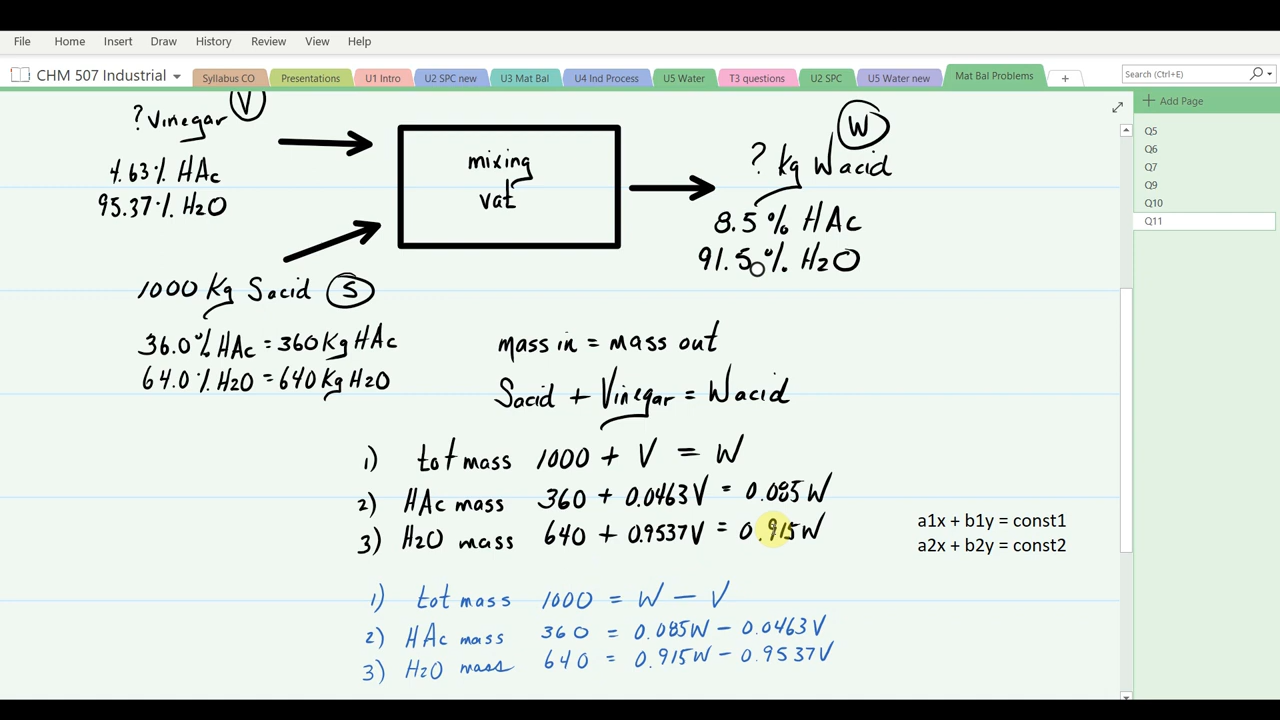 File Home Insert Draw History Review View Help
CHM 507 Industrial
Syllabus CO Presentations U1 Intro U2 SPC new U3 Mat Bal U4 Ind Process U5 Water T3 questions U2 SPC U5 Water new Mat Bal Problems +
Search (Ctrl+E)
Add Page
Q5
Q6
Q7
Q9
Q10
Q11
? Vinegar V
4.63% HAc
95.37% H2O
1000 Kg Sacid S
36.0% HAc = 360 Kg HAc
64.0% H2O = 640 Kg H2O
mixing
vat
W
? kg Wacid
8.5% HAc
91.50% H2O
mass in = mass out
Sacid + Vinegar = Wacid
1) tot mass 1000 + V = W
2) HAc mass 360 + 0.0463V = 0.085W
3) H2O mass 640 + 0.9537V = 0.915W
a1x + b1y = const1
a2x + b2y = const2
1) tot mass 1000 = W - V
2) HAc mass 360 = 0.085W - 0.0463V
3) H2O mass 640 = 0.915W - 0.9537V